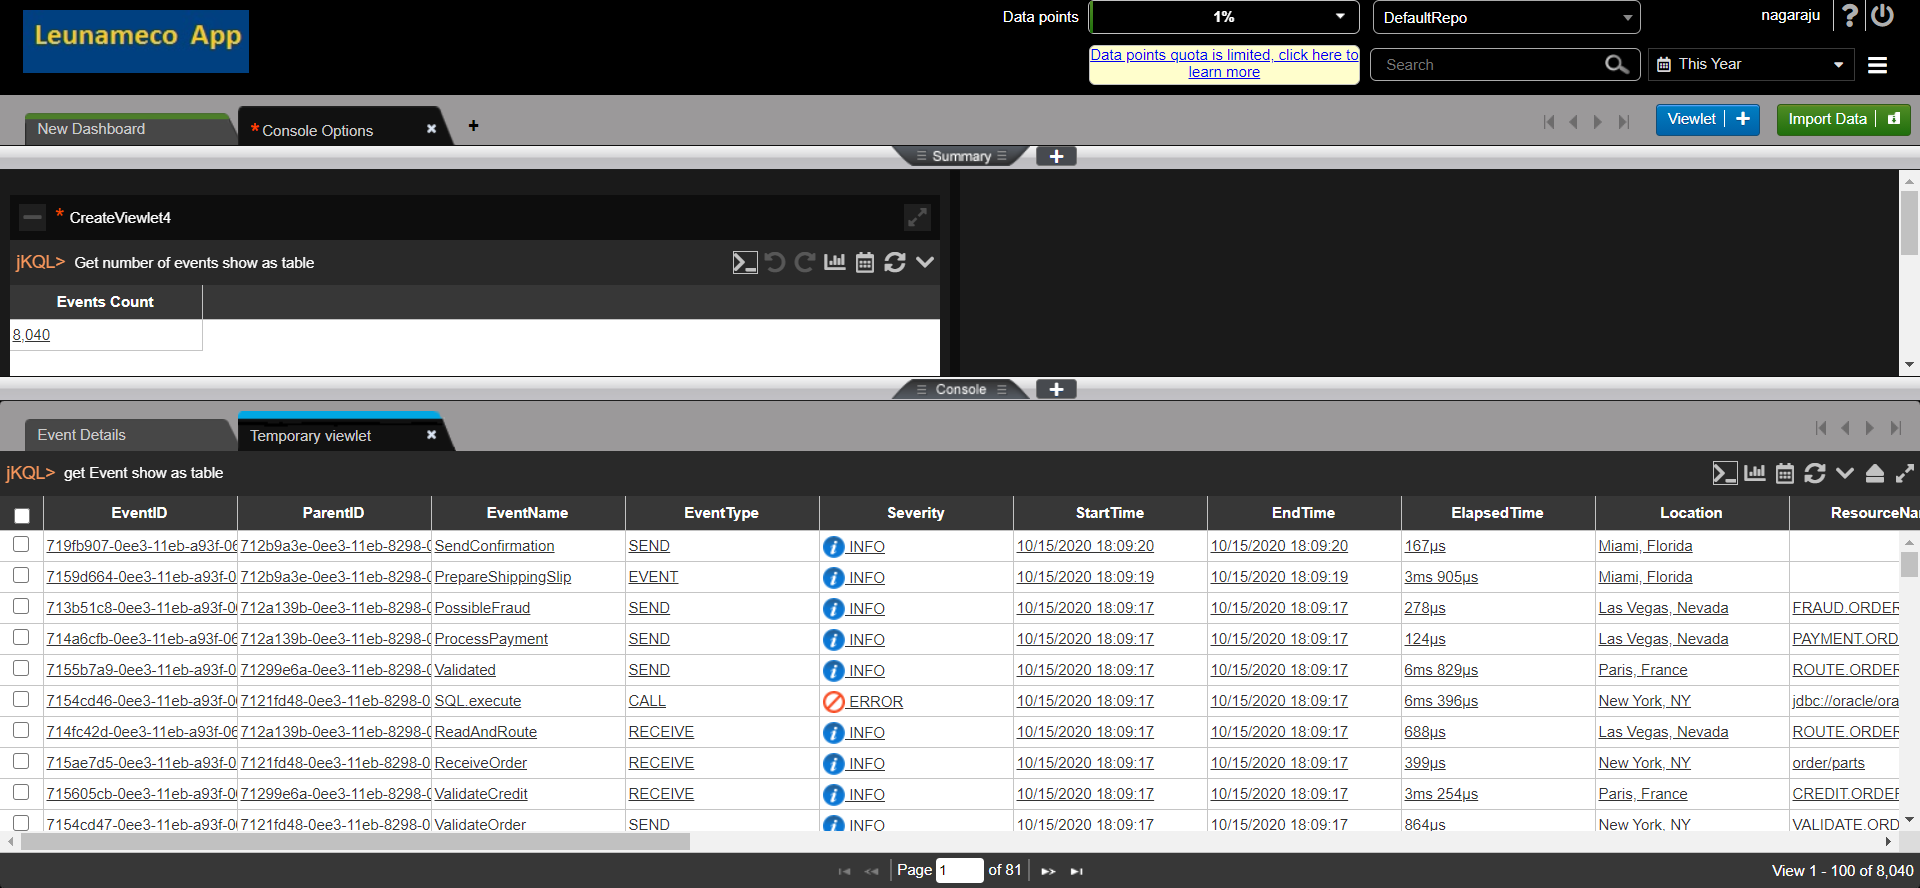 Leunameco App
Data points
1%
DefaultRepo
nagaraju
?
Data points quota is limited, click here to
learn more
Search
This Year
New Dashboard
* Console Options
Viewlet
Import Data
Summary
* CreateViewlet4
jKQL> Get number of events show as table
Events Count
8,040
Console
Event Details
Temporary viewlet
jKQL> get Event show as table
EventID ParentID EventName EventType Severity StartTime EndTime ElapsedTime Location ResourceNa
719fb907-0ee3-11eb-a93f-06 712b9a3e-0ee3-11eb-8298-0 SendConfirmation SEND INFO 10/15/2020 18:09:20 10/15/2020 18:09:20 167µs Miami, Florida
7159d664-0ee3-11eb-a93f-0 712b9a3e-0ee3-11eb-8298-0 PrepareShippingSlip EVENT INFO 10/15/2020 18:09:19 10/15/2020 18:09:19 3ms 905µs Miami, Florida
713b51c8-0ee3-11eb-a93f-0 712a139b-0ee3-11eb-8298- PossibleFraud SEND INFO 10/15/2020 18:09:17 10/15/2020 18:09:17 278µs Las Vegas, Nevada FRAUD.ORDER
714a6cfb-0ee3-11eb-a93f-06 712a139b-0ee3-11eb-8298- ProcessPayment SEND INFO 10/15/2020 18:09:17 10/15/2020 18:09:17 124µs Las Vegas, Nevada PAYMENT.ORD
7155b7a9-0ee3-11eb-a93f-0 71299e6a-0ee3-11eb-8298-0 Validated SEND INFO 10/15/2020 18:09:17 10/15/2020 18:09:17 6ms 829µs Paris, France ROUTE.ORDER
7154cd46-0ee3-11eb-a93f-0 7121fd48-0ee3-11eb-8298-0 SQL.execute CALL ERROR 10/15/2020 18:09:17 10/15/2020 18:09:17 6ms 396µs New York, NY jdbc://oracle/ora
714fc42d-0ee3-11eb-a93f-06 712a139b-0ee3-11eb-8298- ReadAndRoute RECEIVE INFO 10/15/2020 18:09:17 10/15/2020 18:09:17 688µs Las Vegas, Nevada ROUTE.ORDER
715ae7d5-0ee3-11eb-a93f-0 7121fd48-0ee3-11eb-8298-0 ReceiveOrder RECEIVE INFO 10/15/2020 18:09:17 10/15/2020 18:09:17 399µs New York, NY order/parts
715605cb-0ee3-11eb-a93f-0 71299e6a-0ee3-11eb-8298-0 ValidateCredit RECEIVE INFO 10/15/2020 18:09:17 10/15/2020 18:09:17 3ms 254µs Paris, France CREDIT.ORDER
7154cd47-0ee3-11eb-a93f-0 7121fd48-0ee3-11eb-8298-0 ValidateOrder SEND INFO 10/15/2020 18:09:17 10/15/2020 18:09:17 864µs New York, NY VALIDATE.ORD
Page 1 of 81
View 1 - 100 of 8,040